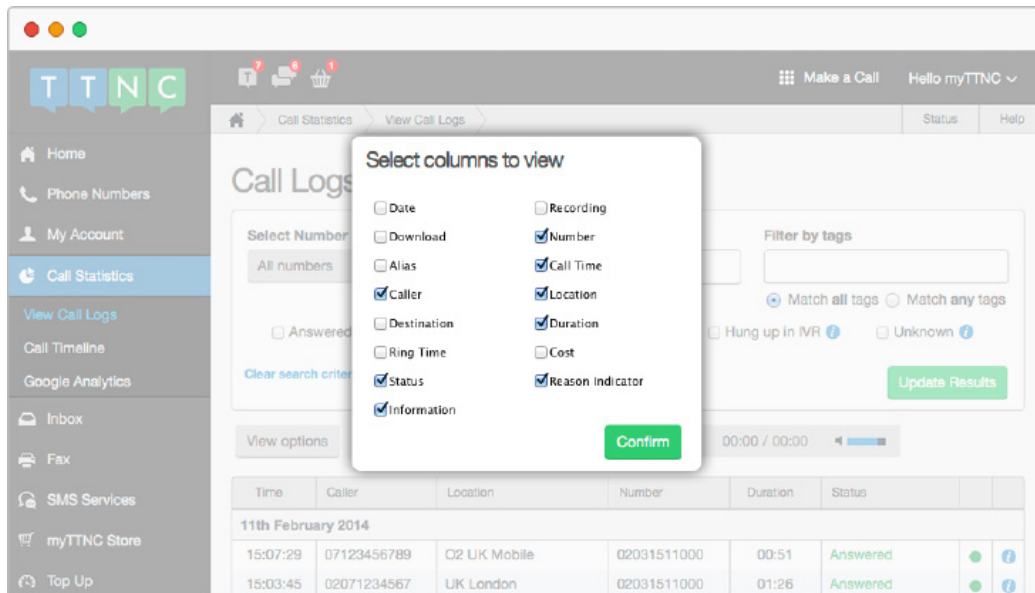 TTNC
7 6 1
Make a Call Hello myTTNC
Call Statistics View Call Logs Status Help
Home
Phone Numbers
My Account
Call Statistics
View Call Logs
Call Timeline
Google Analytics
Inbox
Fax
SMS Services
myTTNC Store
Top Up
Call Logs
Select Number
All numbers
Filter by tags
Match all tags Match any tags
Answered
Hung up in IVR i Unknown i
Clear search criter
Update Results
View options
00:00 / 00:00
Select columns to view
Date Recording
Download Number
Alias Call Time
Caller Location
Destination Duration
Ring Time Cost
Status Reason Indicator
Information
Confirm
Time Caller Location Number Duration Status
11th February 2014
15:07:29 07123456789 O2 UK Mobile 02031511000 00:51 Answered i
15:03:45 02071234567 UK London 02031511000 01:26 Answered i